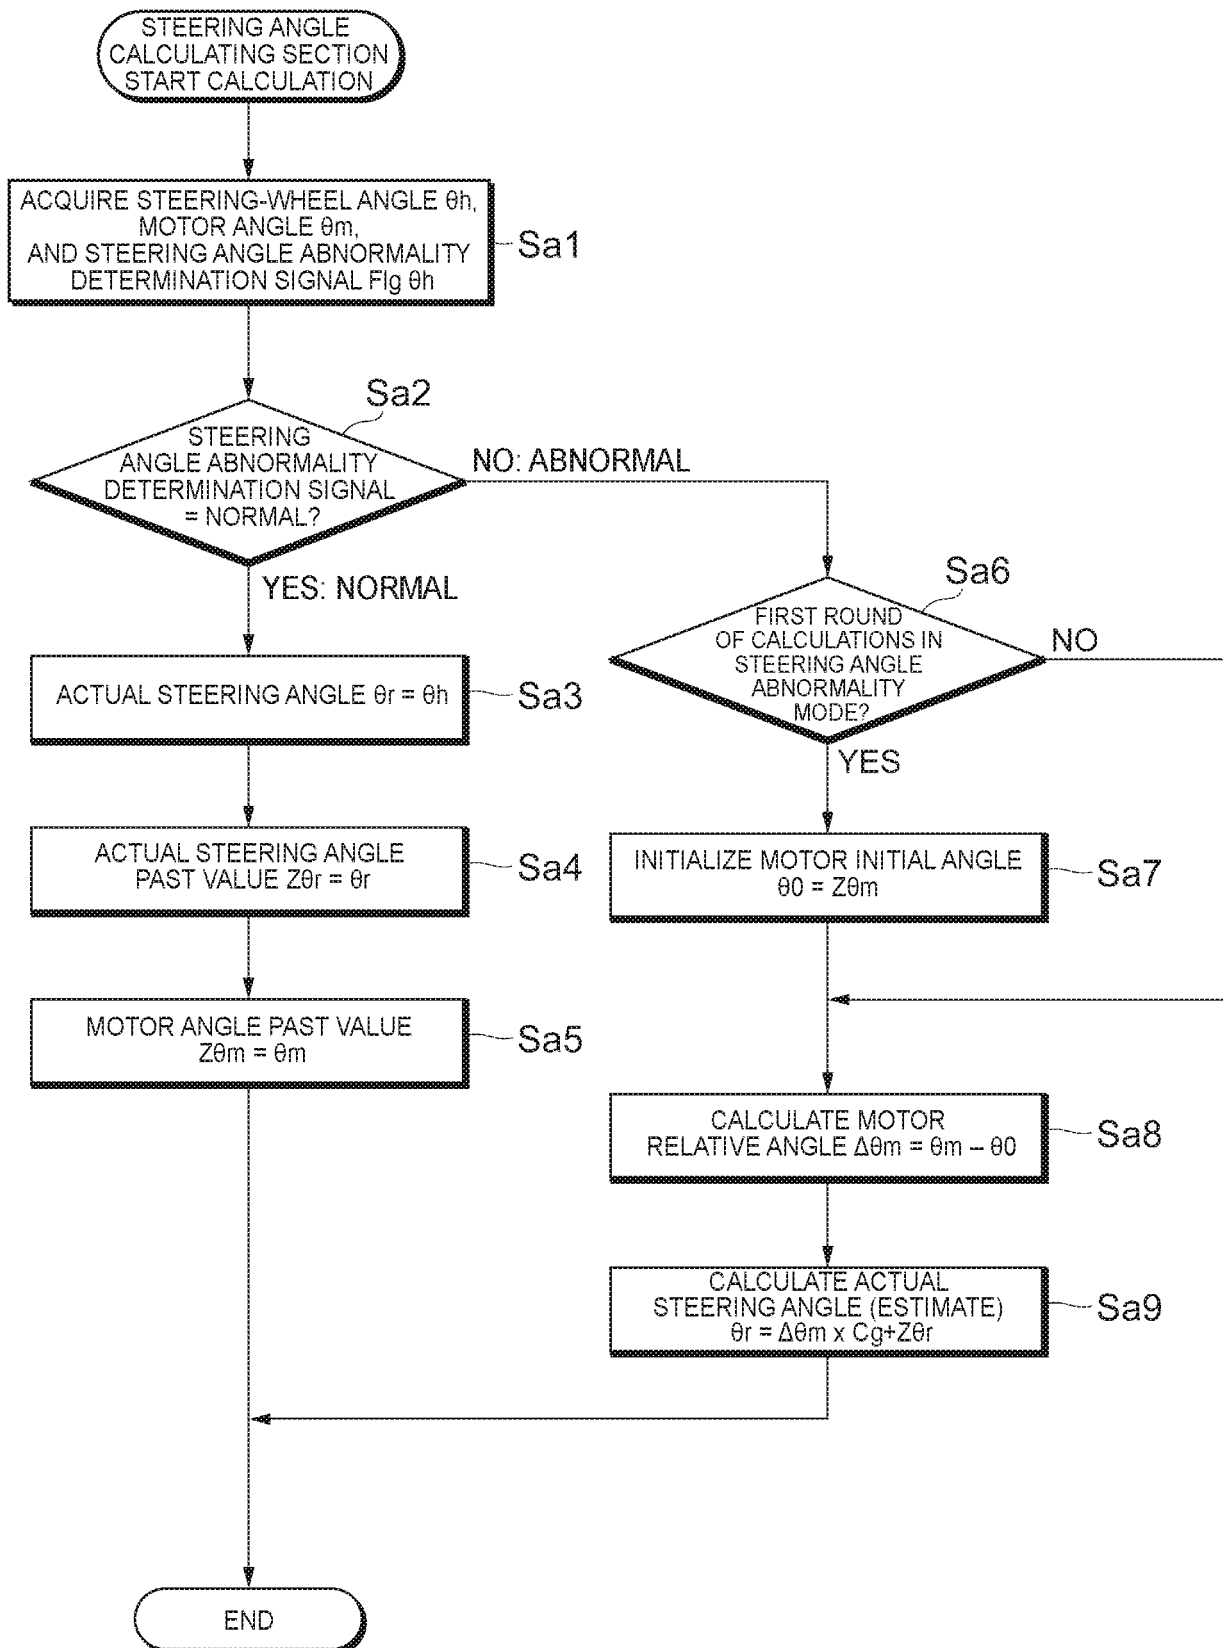 STEERING ANGLE
CALCULATING SECTION
START CALCULATION
ACQUIRE STEERING-WHEEL ANGLE θh,
MOTOR ANGLE θm,
AND STEERING ANGLE ABNORMALITY
DETERMINATION SIGNAL Flg θh
Sa1
Sa2
STEERING
ANGLE ABNORMALITY
DETERMINATION SIGNAL
= NORMAL?
NO: ABNORMAL
YES: NORMAL
ACTUAL STEERING ANGLE θr = θh
Sa3
ACTUAL STEERING ANGLE
PAST VALUE Zθr = θr
Sa4
MOTOR ANGLE PAST VALUE
Zθm = θm
Sa5
Sa6
FIRST ROUND
OF CALCULATIONS IN
STEERING ANGLE
ABNORMALITY
MODE?
NO
YES
INITIALIZE MOTOR INITIAL ANGLE
θ0 = Zθm
Sa7
CALCULATE MOTOR
RELATIVE ANGLE Δθm = θm – θ0
Sa8
CALCULATE ACTUAL
STEERING ANGLE (ESTIMATE)
θr = Δθm x Cg+Zθr
Sa9
END